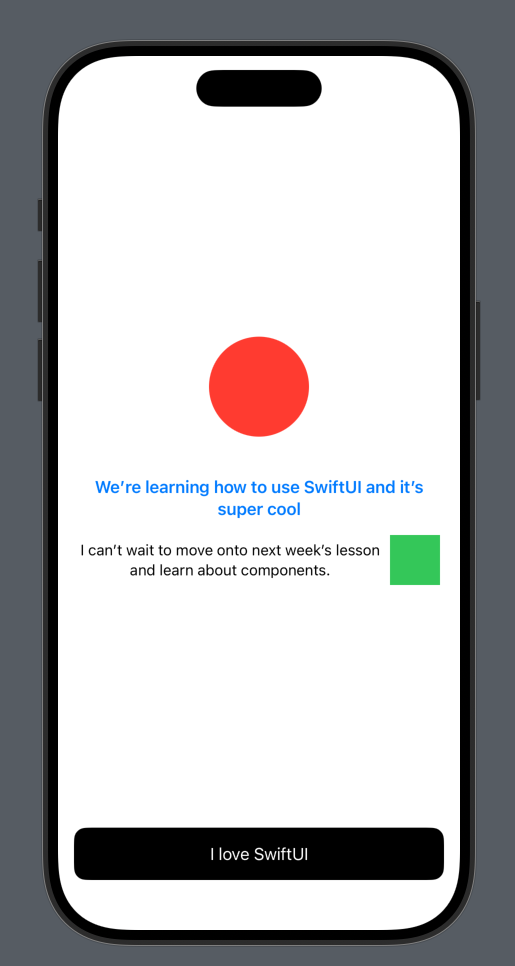 We’re learning how to use SwiftUI and it’s
super cool
I can’t wait to move onto next week’s lesson
and learn about components.
I love SwiftUI